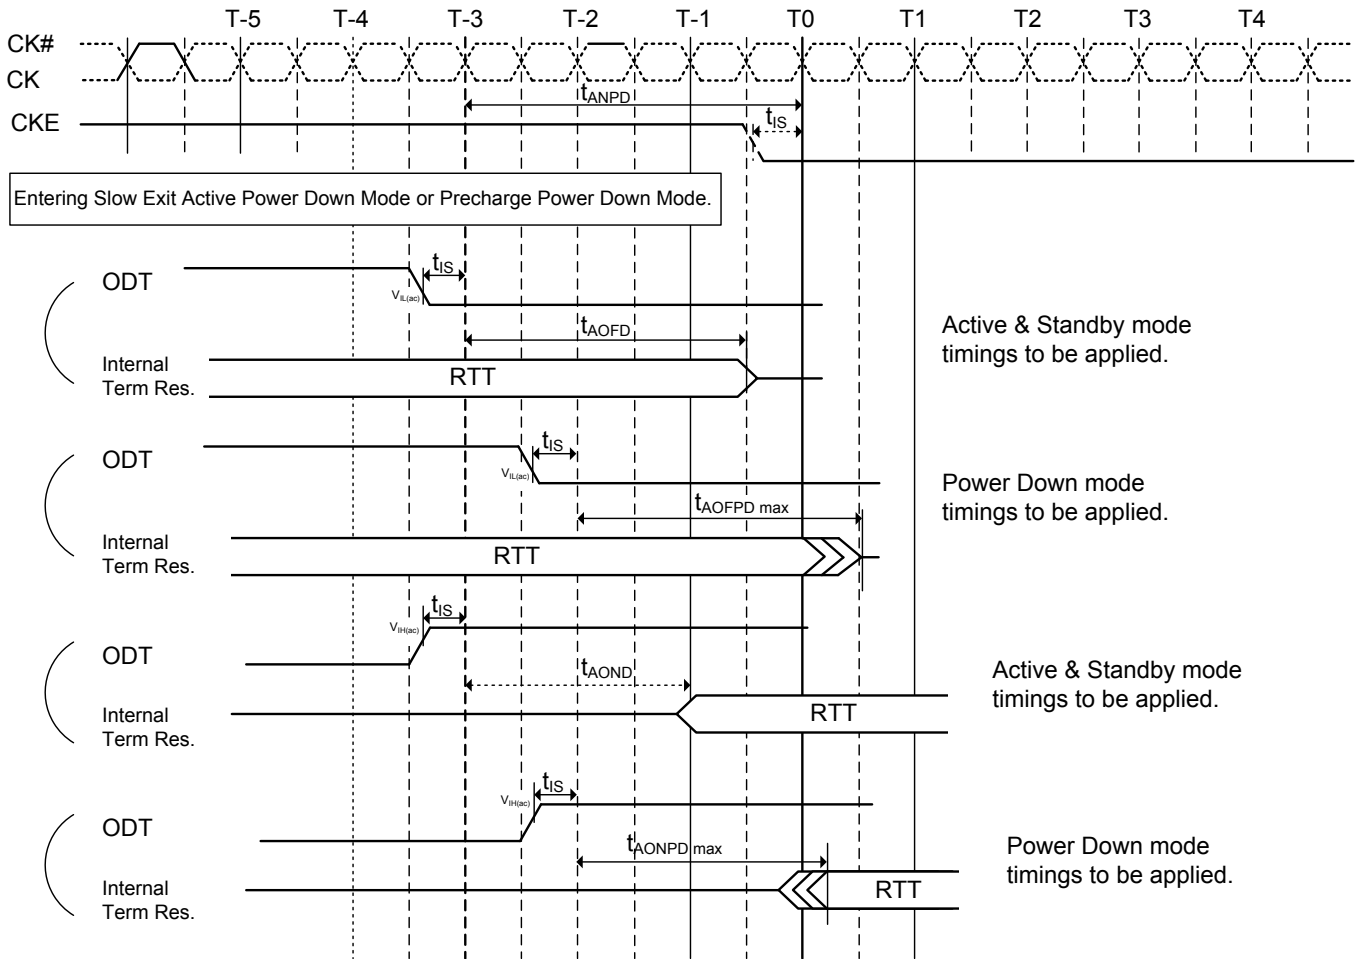 T-5 T-4 T-3 T-2 T-1 T0 T1 T2 T3 T4
CK#
CK
tANPD
CKE
tIS
Entering Slow Exit Active Power Down Mode or Precharge Power Down Mode.
ODT
tIS
VIL(ac)
tAOFD
Internal
Term Res.
RTT
Active & Standby mode
timings to be applied.
ODT
tIS
VIL(ac)
tAOFPD max
Internal
Term Res.
RTT
Power Down mode
timings to be applied.
ODT
tIS
VIH(ac)
tAOND
Internal
Term Res.
RTT
Active & Standby mode
timings to be applied.
ODT
tIS
VIH(ac)
tAONPD max
Internal
Term Res.
RTT
Power Down mode
timings to be applied.